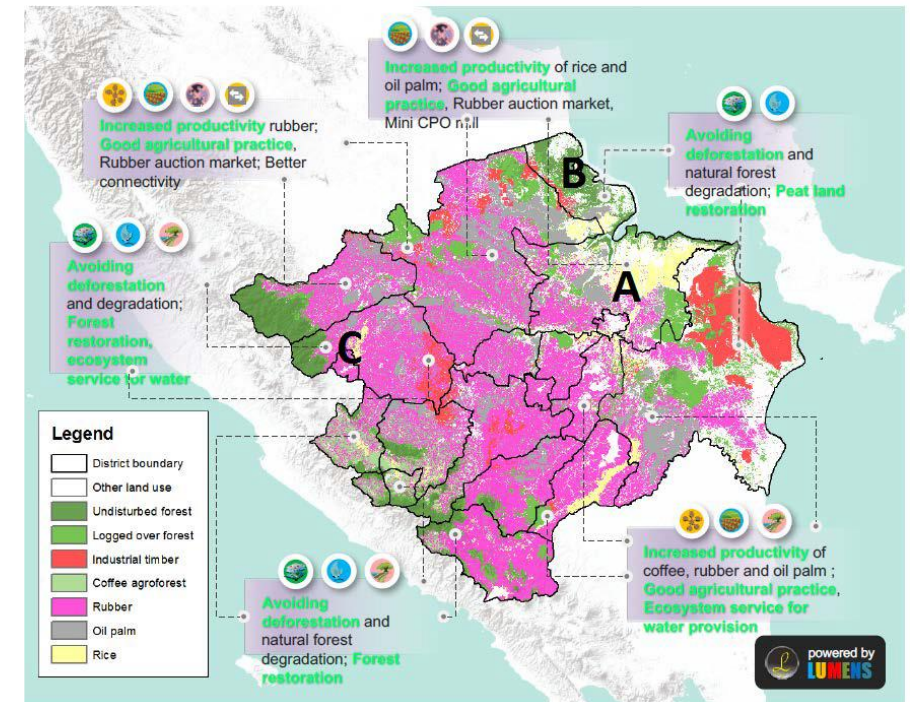 Increased productivity of rice and
oil palm; Good agricultural
practice, Rubber auction market,
Mini CPO mill
Increased productivity rubber;
Good agricultural practice,
Rubber auction market; Better
connectivity
Avoiding
deforestation and
natural forest
degradation; Peat land
restoration
B
A
C
Avoiding
deforestation
and degradation;
Forest
restoration,
ecosystem
service for water
Legend
District boundary
Other land use
Undisturbed forest
Logged over forest
Industrial timber
Coffee agroforest
Rubber
Oil palm
Rice
Increased productivity of
coffee, rubber and oil palm ;
Good agricultural practice,
Ecosystem service for
water provision
Avoiding
deforestation and
natural forest
degradation; Forest
restoration
L
powered by
LUMENS